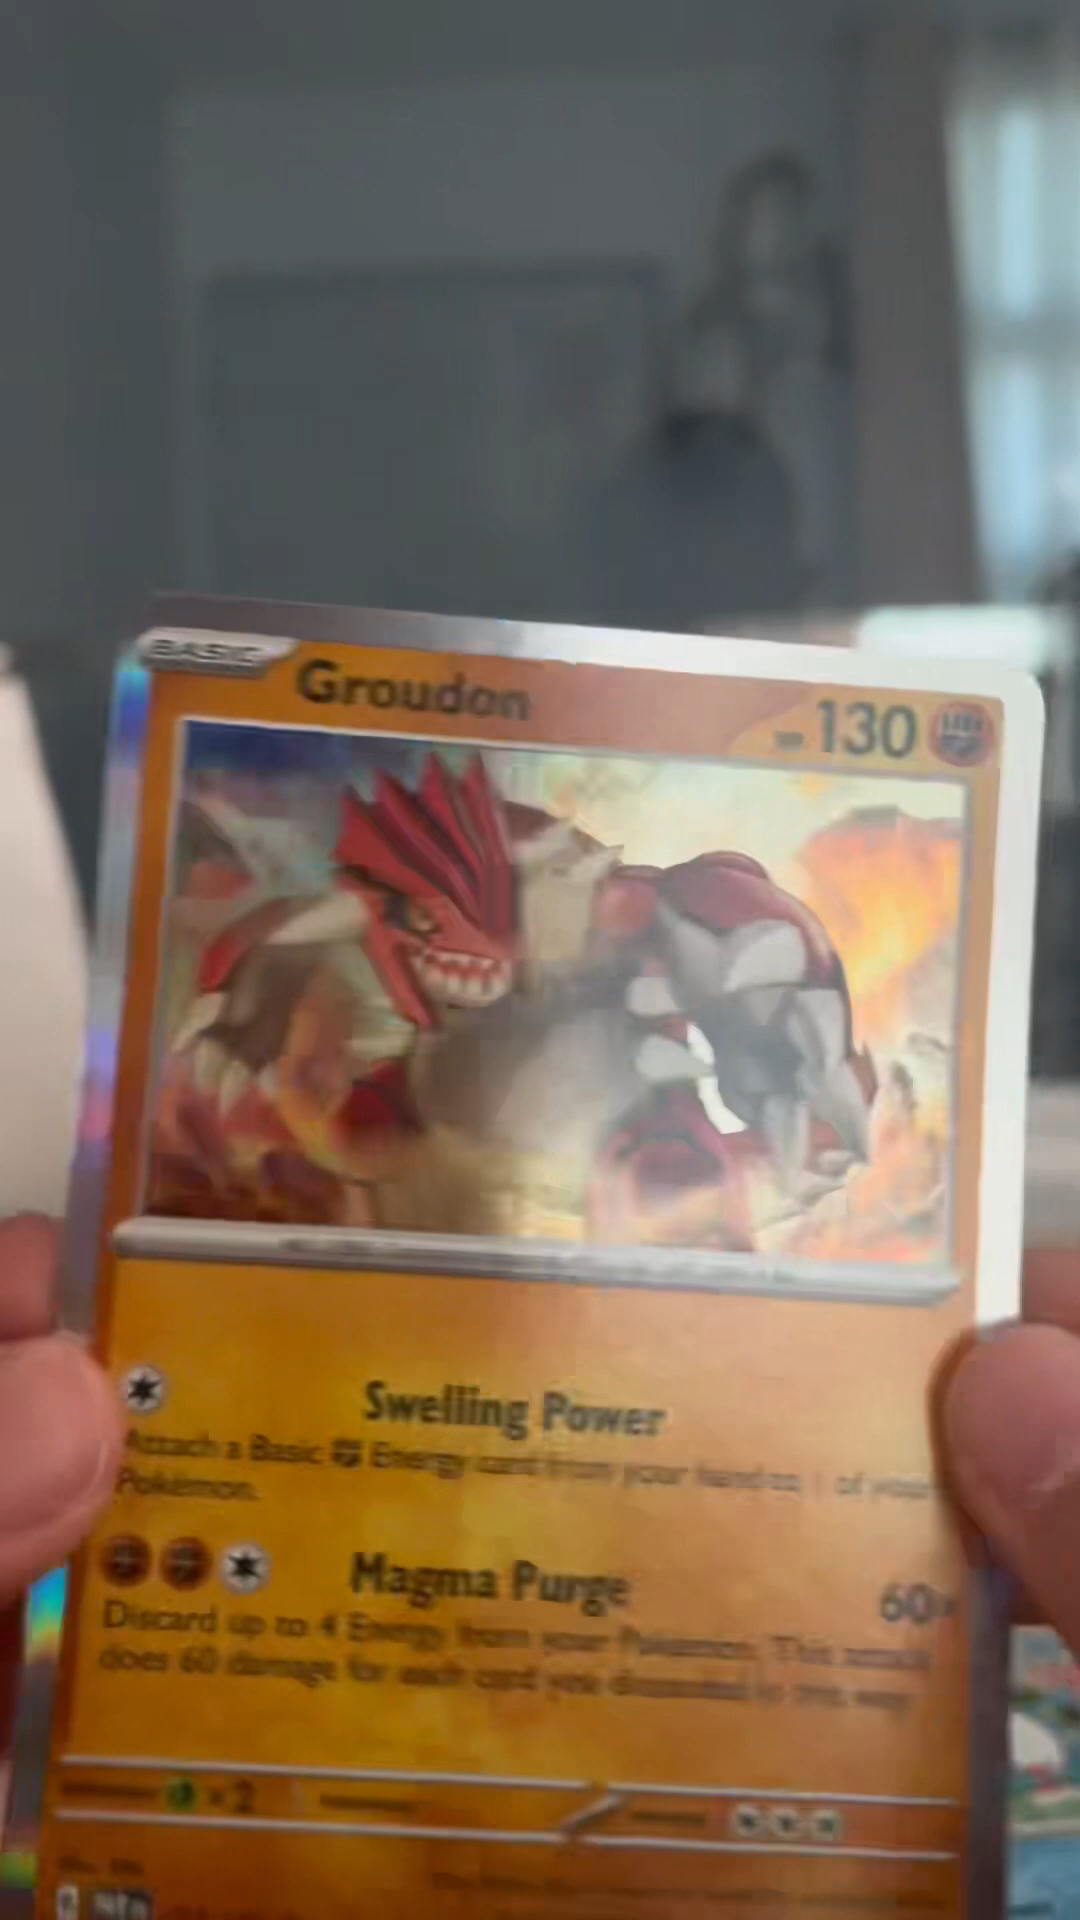 BASIC
Groudon
HP 130
Swelling Power
Attach a Basic Energy card from your hand to 1 of your
Pokémon.
Magma Purge
60×
Discard up to 4 Energy from your Pokémon. This attack
does 60 damage for each card you discarded in this way.
×2